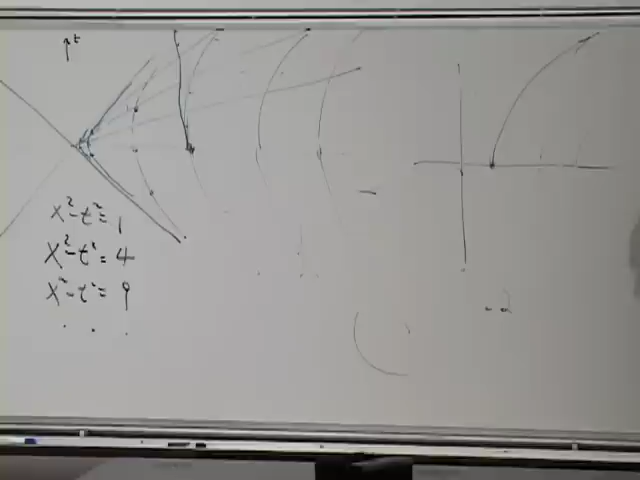 t
x²-t²=1
x²-t²=4
x²-t²=9
. . .